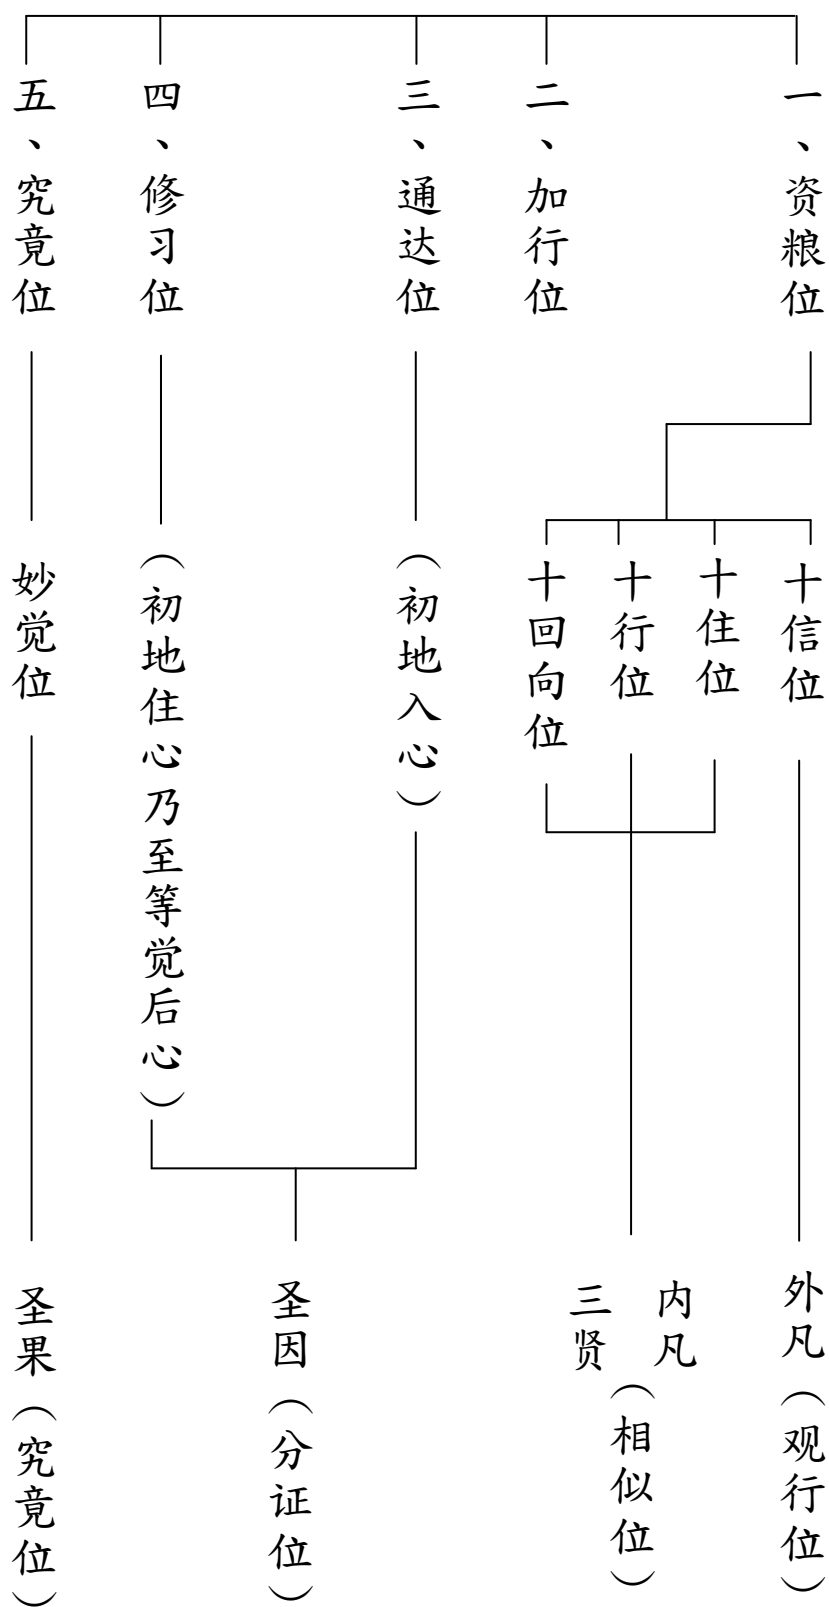 一、资粮位
二、加行位
三、通达位
四、修习位
五、究竟位
十信位
十住位
十行位
十回向位
（初地入心）
（初地住心乃至等觉后心）
妙觉位
外凡（观行位）
内凡
三贤
（相似位）
圣因（分证位）
圣果（究竟位）